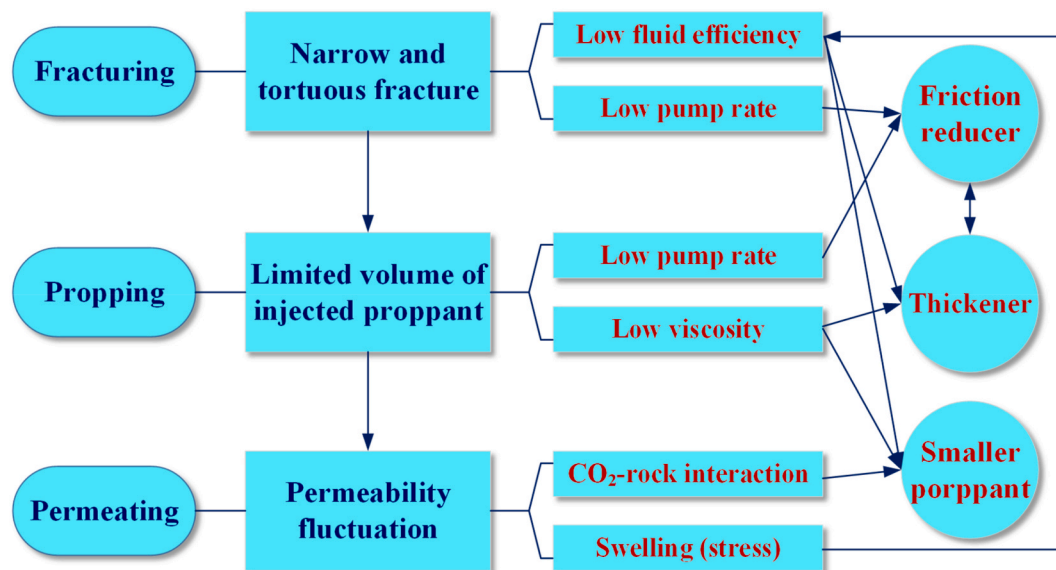 Fracturing
Narrow and
tortuous fracture
Low fluid efficiency
Low pump rate
Friction
reducer
Propping
Limited volume of
injected proppant
Low pump rate
Low viscosity
Thickener
Permeating
Permeability
fluctuation
CO₂-rock interaction
Swelling (stress)
Smaller
porppant